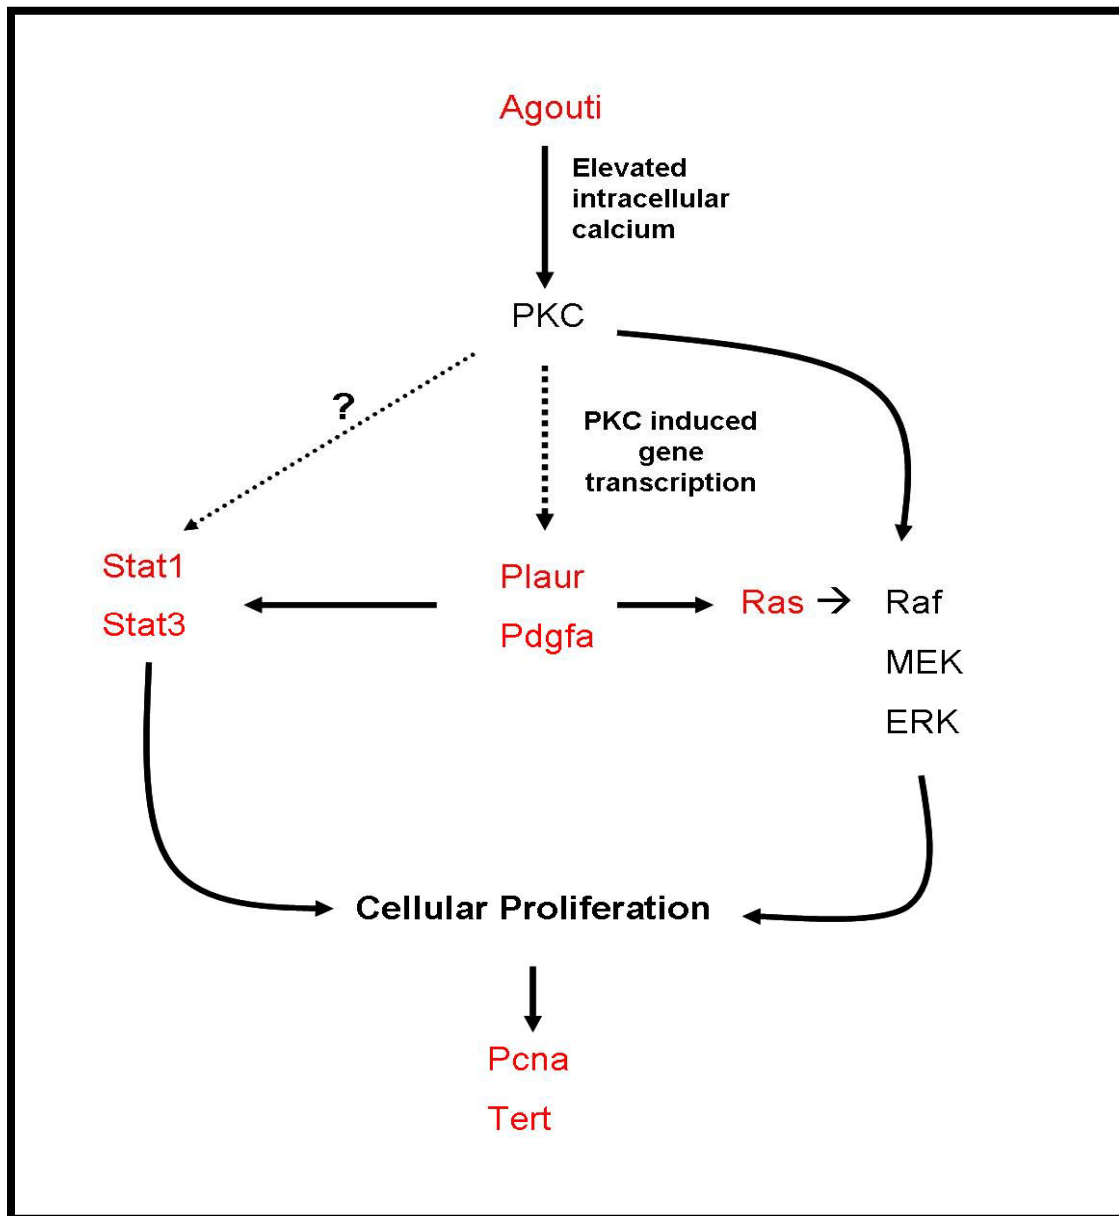 Agouti
Elevated
intracellular
calcium
PKC
?
PKC induced
gene
transcription
Stat1
Stat3
Plaur
Pdgfa
Ras
Raf
MEK
ERK
Cellular Proliferation
Pcna
Tert